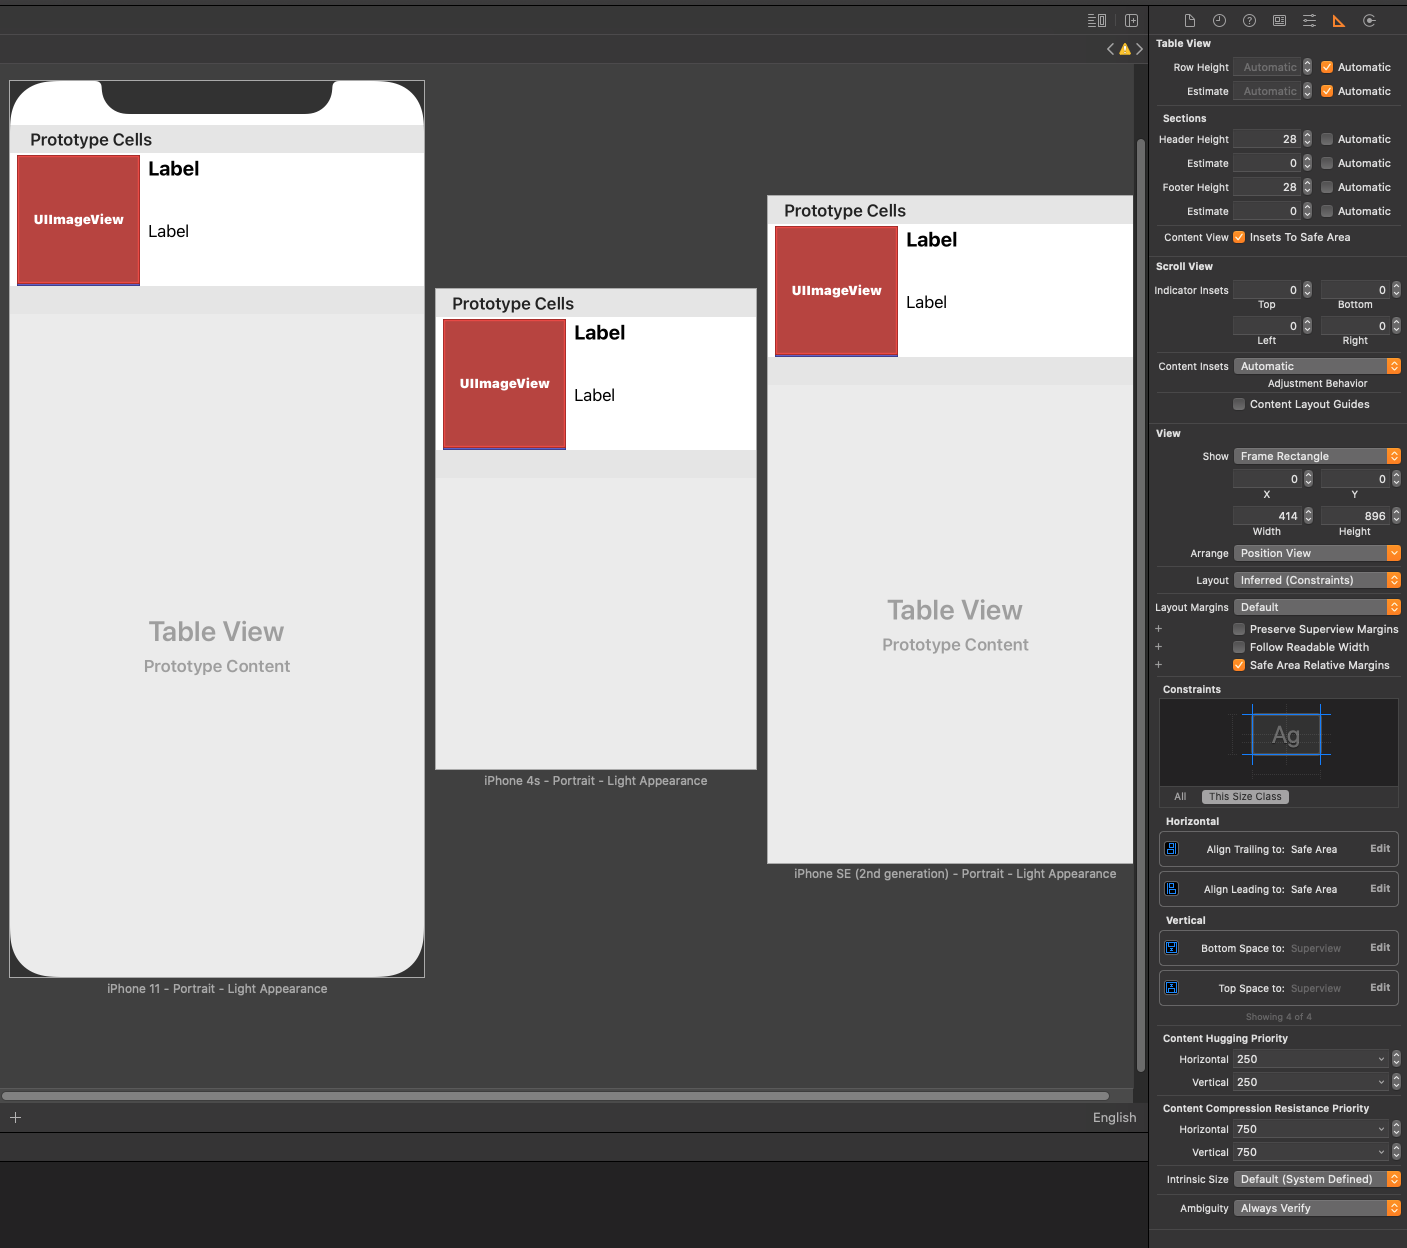 Prototype Cells
UIImageView
Label
Label
Table View
Prototype Content
iPhone 11 - Portrait - Light Appearance
Prototype Cells
UIImageView
Label
Label
iPhone 4s - Portrait - Light Appearance
Prototype Cells
UIImageView
Label
Label
Table View
Prototype Content
iPhone SE (2nd generation) - Portrait - Light Appearance
English
Table View
Row Height Automatic Automatic
Estimate Automatic Automatic
Sections
Header Height 28 Automatic
Estimate 0 Automatic
Footer Height 28 Automatic
Estimate 0 Automatic
Content View Insets To Safe Area
Scroll View
Indicator Insets 0 0
Top Bottom
0 0
Left Right
Content Insets Automatic
Adjustment Behavior
Content Layout Guides
View
Show Frame Rectangle
0 0
X Y
414 896
Width Height
Arrange Position View
Layout Inferred (Constraints)
Layout Margins Default
Preserve Superview Margins
Follow Readable Width
Safe Area Relative Margins
Constraints
Ag
All This Size Class
Horizontal
Align Trailing to: Safe Area Edit
Align Leading to: Safe Area Edit
Vertical
Bottom Space to: Superview Edit
Top Space to: Superview Edit
Showing 4 of 4
Content Hugging Priority
Horizontal 250
Vertical 250
Content Compression Resistance Priority
Horizontal 750
Vertical 750
Intrinsic Size Default (System Defined)
Ambiguity Always Verify